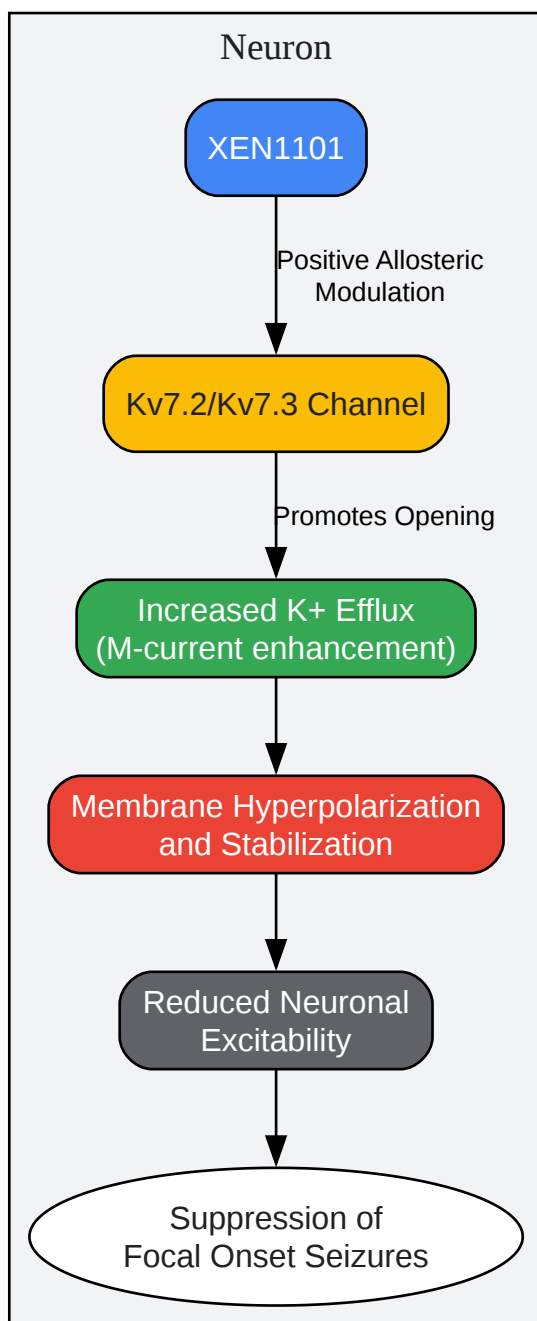 Neuron
XEN1101
Positive Allosteric
Modulation
Kv7.2/Kv7.3 Channel
Promotes Opening
Increased K+ Efflux
(M-current enhancement)
Membrane Hyperpolarization
and Stabilization
Reduced Neuronal
Excitability
Suppression of
Focal Onset Seizures